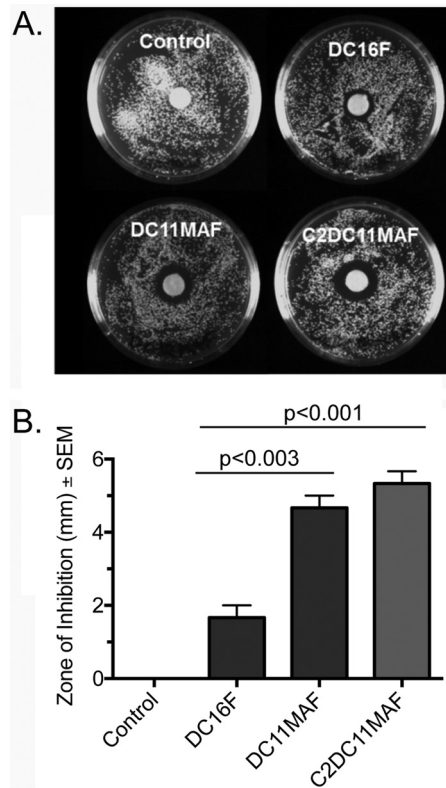 A.
Control
DC16F
DC11MAF
C2DC11MAF
B.
p<0.001
p<0.003
Zone of Inhibition (mm) ± SEM
6
4
2
0
Control
DC16F
DC11MAF
C2DC11MAF